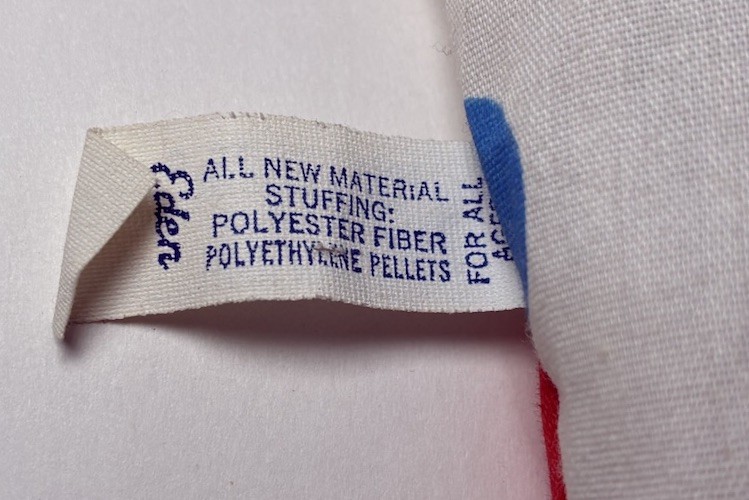 Eden
ALL NEW MATERIAL
STUFFING:
POLYESTER FIBER
POLYETHYLENE PELLETS
FOR ALL